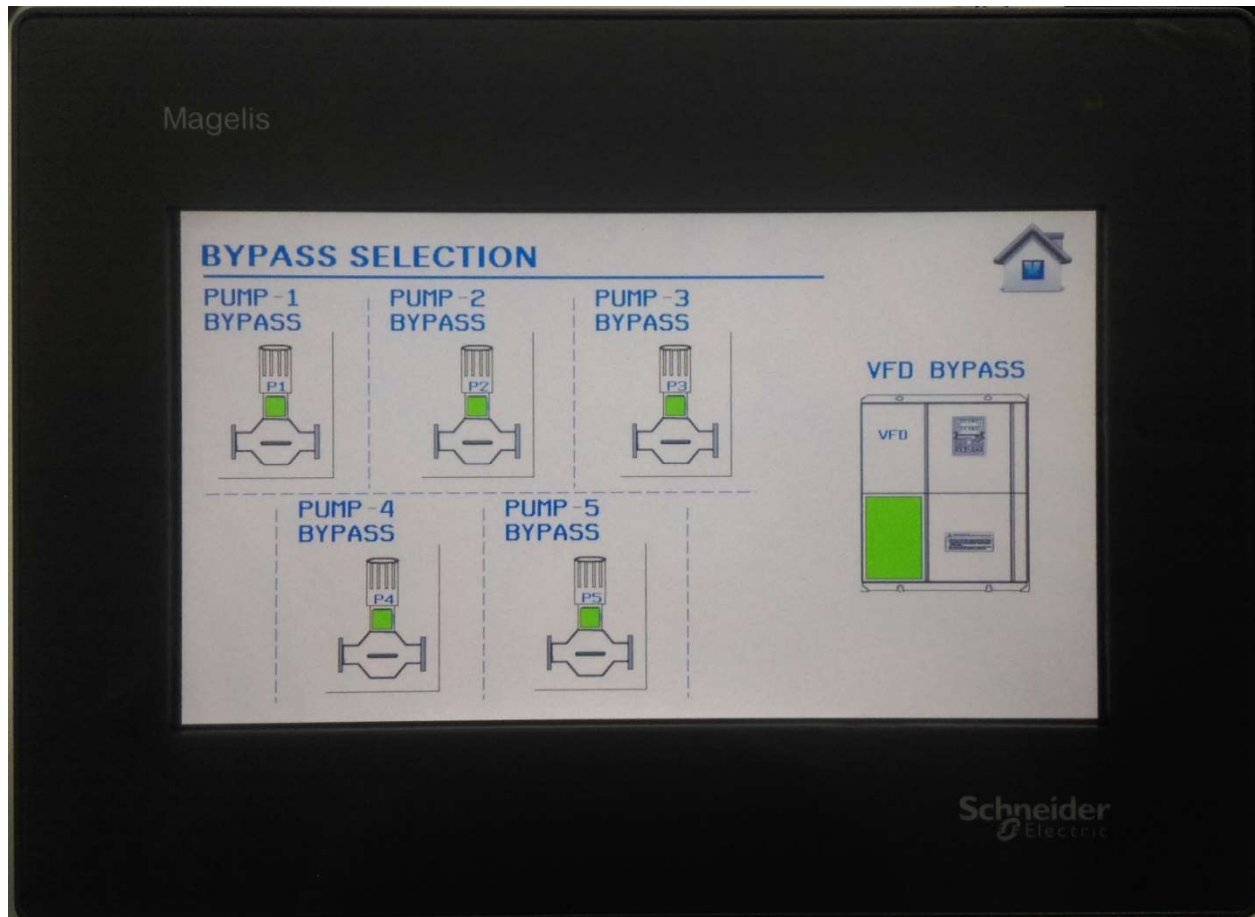 Magelis
BYPASS SELECTION
PUMP-1
BYPASS
PUMP-2
BYPASS
PUMP-3
BYPASS
P1
P2
P3
VFD BYPASS
VFD
PUMP-4
BYPASS
PUMP-5
BYPASS
P4
P5
Schneider
Electric